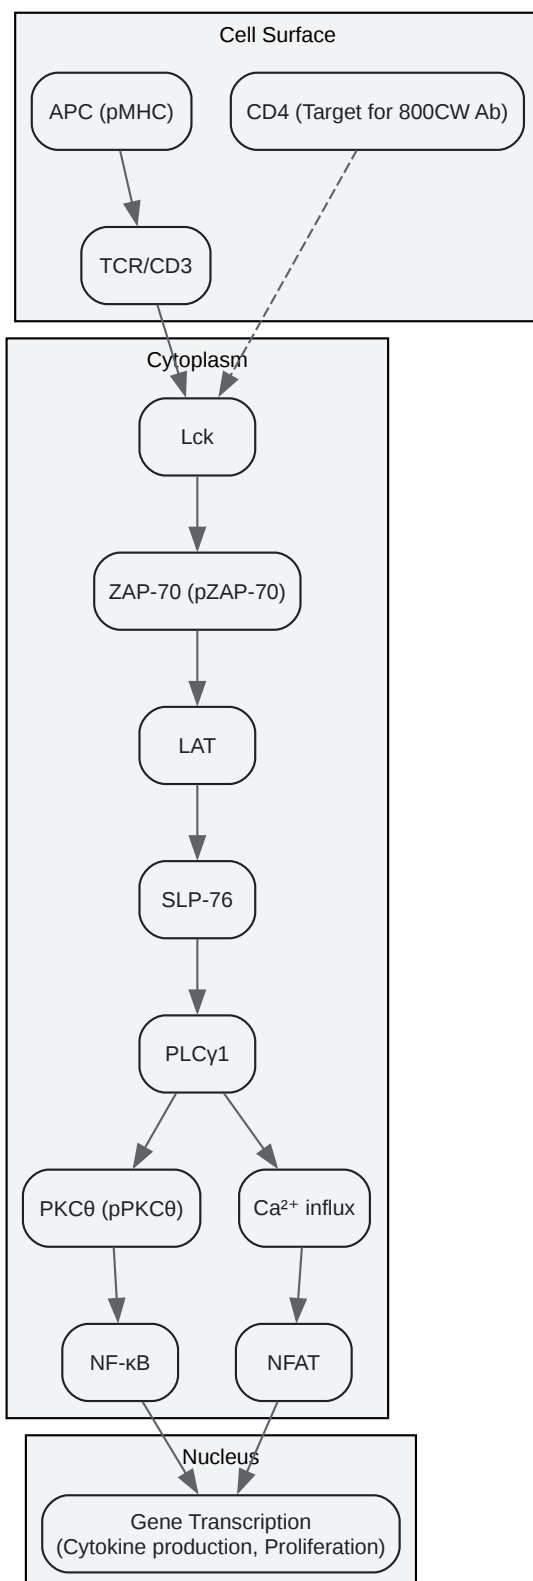 Cell Surface
APC (pMHC)
CD4 (Target for 800CW Ab)
TCR/CD3
Cytoplasm
Lck
ZAP-70 (pZAP-70)
LAT
SLP-76
PLCγ1
PKCθ (pPKCθ)
Ca²⁺ influx
NF-κB
NFAT
Nucleus
Gene Transcription
(Cytokine production, Proliferation)